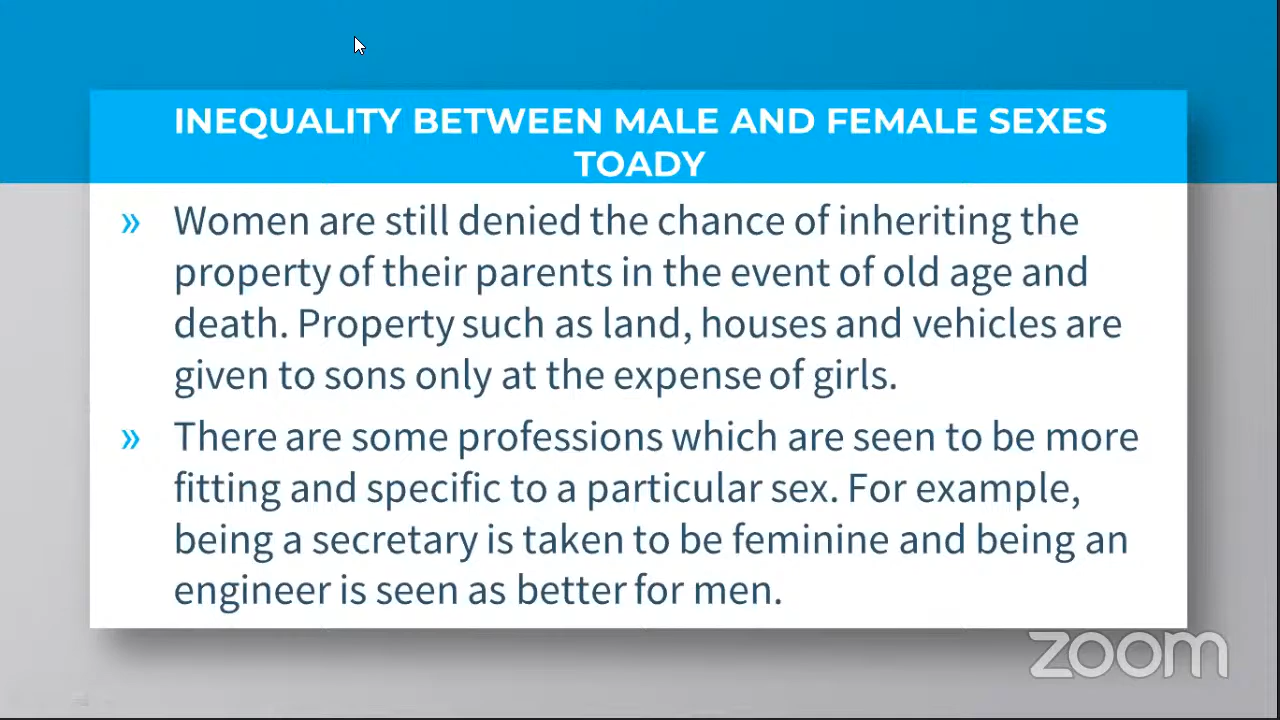 INEQUALITY BETWEEN MALE AND FEMALE SEXES
TOADY
» Women are still denied the chance of inheriting the
property of their parents in the event of old age and
death. Property such as land, houses and vehicles are
given to sons only at the expense of girls.
» There are some professions which are seen to be more
fitting and specific to a particular sex. For example,
being a secretary is taken to be feminine and being an
engineer is seen as better for men.
zoom